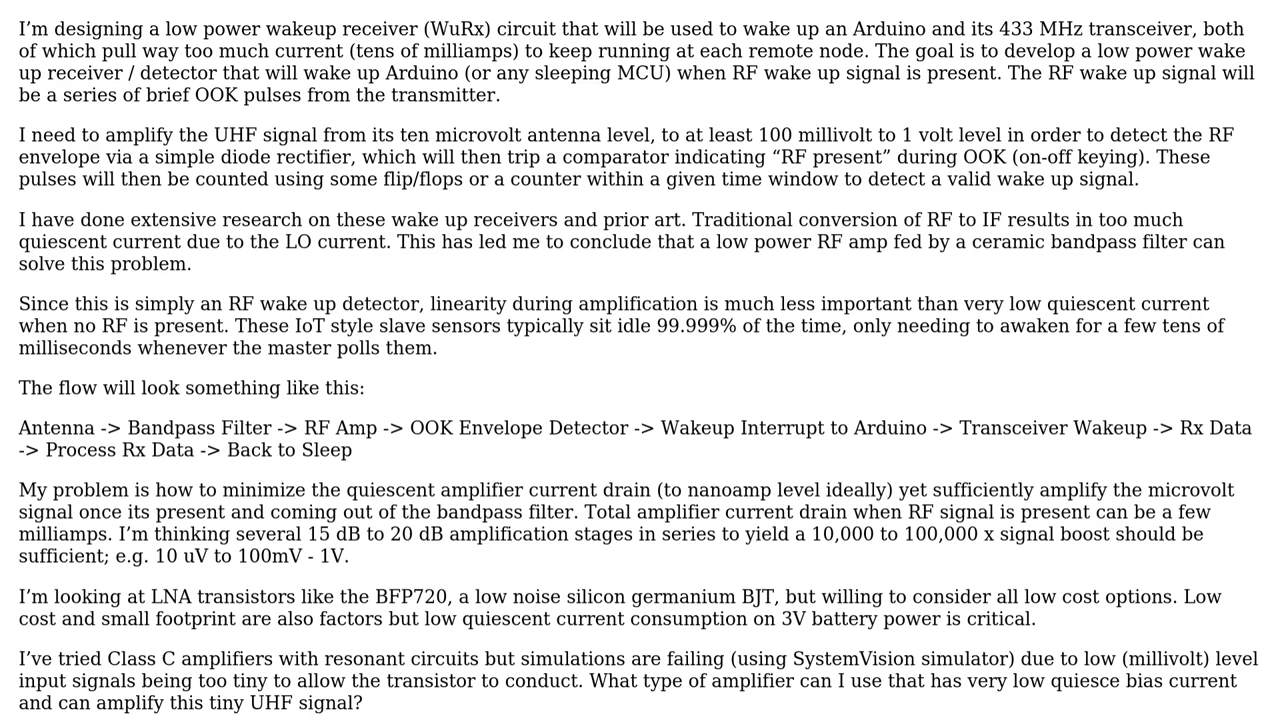 I’m designing a low power wakeup receiver (WuRx) circuit that will be used to wake up an Arduino and its 433 MHz transceiver, both
of which pull way too much current (tens of milliamps) to keep running at each remote node. The goal is to develop a low power wake
up receiver / detector that will wake up Arduino (or any sleeping MCU) when RF wake up signal is present. The RF wake up signal will
be a series of brief OOK pulses from the transmitter.
I need to amplify the UHF signal from its ten microvolt antenna level, to at least 100 millivolt to 1 volt level in order to detect the RF
envelope via a simple diode rectifier, which will then trip a comparator indicating “RF present” during OOK (on-off keying). These
pulses will then be counted using some flip/flops or a counter within a given time window to detect a valid wake up signal.
I have done extensive research on these wake up receivers and prior art. Traditional conversion of RF to IF results in too much
quiescent current due to the LO current. This has led me to conclude that a low power RF amp fed by a ceramic bandpass filter can
solve this problem.
Since this is simply an RF wake up detector, linearity during amplification is much less important than very low quiescent current
when no RF is present. These IoT style slave sensors typically sit idle 99.999% of the time, only needing to awaken for a few tens of
milliseconds whenever the master polls them.
The flow will look something like this:
Antenna -> Bandpass Filter -> RF Amp -> OOK Envelope Detector -> Wakeup Interrupt to Arduino -> Transceiver Wakeup -> Rx Data
-> Process Rx Data -> Back to Sleep
My problem is how to minimize the quiescent amplifier current drain (to nanoamp level ideally) yet sufficiently amplify the microvolt
signal once its present and coming out of the bandpass filter. Total amplifier current drain when RF signal is present can be a few
milliamps. I’m thinking several 15 dB to 20 dB amplification stages in series to yield a 10,000 to 100,000 x signal boost should be
sufficient; e.g. 10 uV to 100mV - 1V.
I’m looking at LNA transistors like the BFP720, a low noise silicon germanium BJT, but willing to consider all low cost options. Low
cost and small footprint are also factors but low quiescent current consumption on 3V battery power is critical.
I’ve tried Class C amplifiers with resonant circuits but simulations are failing (using SystemVision simulator) due to low (millivolt) level
input signals being too tiny to allow the transistor to conduct. What type of amplifier can I use that has very low quiesce bias current
and can amplify this tiny UHF signal?